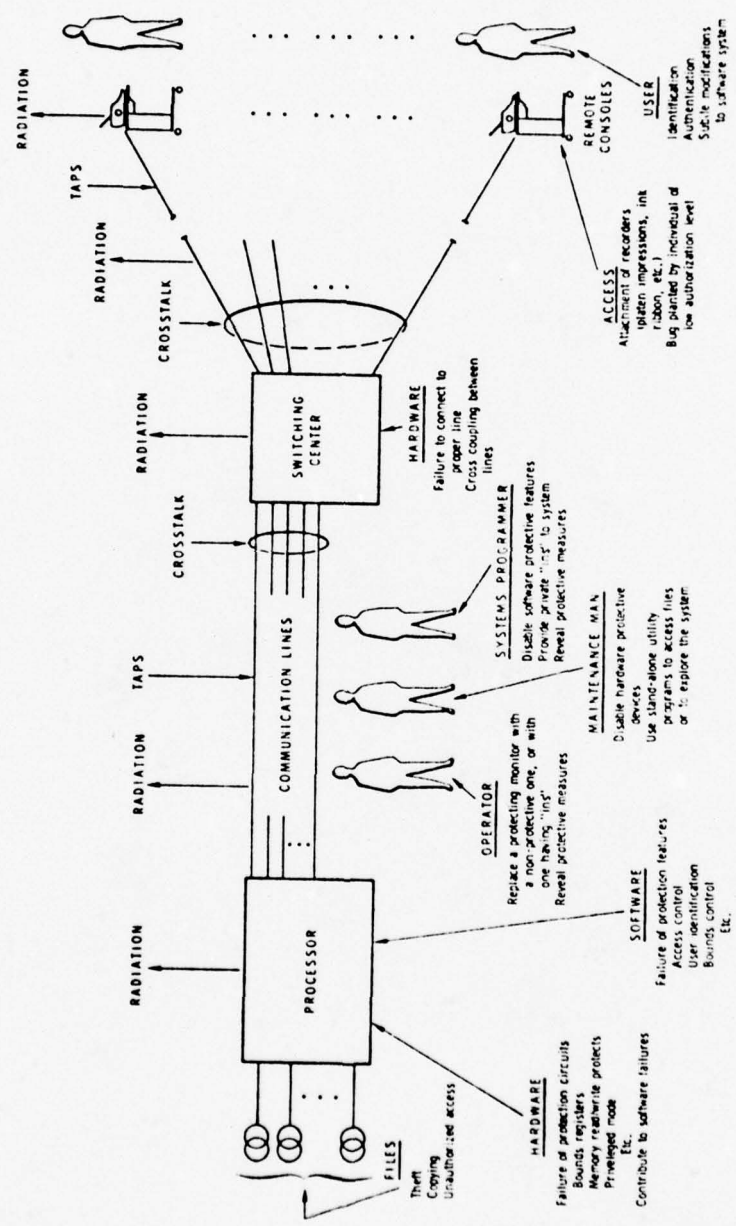 RADIATION
TAPS
RADIATION
CROSSTALK
RADIATION
CROSSTALK
TAPS
RADIATION
RADIATION
PROCESSOR
COMMUNICATION LINES
SWITCHING
CENTER
REMOTE
CONSOLES
FILES
Theft
Copying
Unauthorized access
HARDWARE
Failure of protection circuits
Bounds registers
Memory read/write protects
Priveleged mode
Etc.
Contribute to software failures
SOFTWARE
Failure of protection features
Access control
User identification
Bounds control
Etc.
OPERATOR
Replace a protecting monitor with
a non-protective one, or with
one having "ins"
Reveal protective measures
MAINTENANCE MAN
Disable hardware protective
devices
Use stand-alone utility
programs to access files
or to explore the system
SYSTEMS PROGRAMMER
Disable software protective features
Provide private "ins" to system
Reveal protective measures
HARDWARE
Failure to connect to
proper line
Cross coupling between
lines
ACCESS
Attachment of recorders
(platen impressions, ink
ribbon, etc.)
Bug planted by individual of
low authorization level
USER
Identification
Authentication
Subtle modifications
to software system